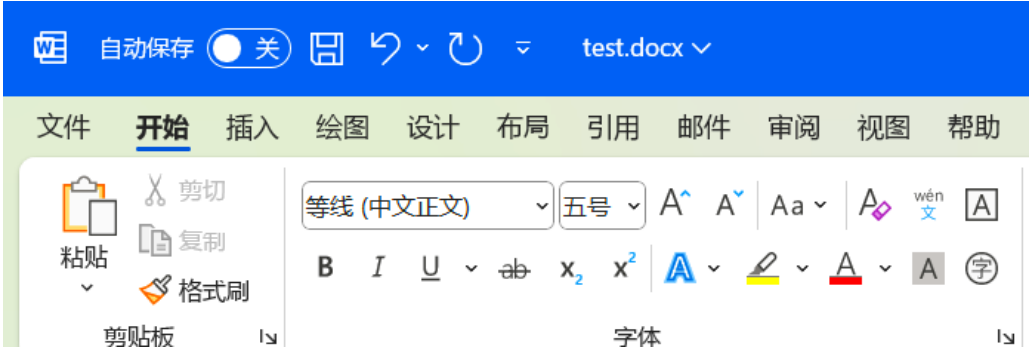 自动保存 关 test.docx
文件 开始 插入 绘图 设计 布局 引用 邮件 审阅 视图 帮助
粘贴 剪切 等线 (中文正文) 五号 A A Aa A wén 文 A
复制
格式刷 B I U ab x₂ x² A A A 字
剪贴板 字体